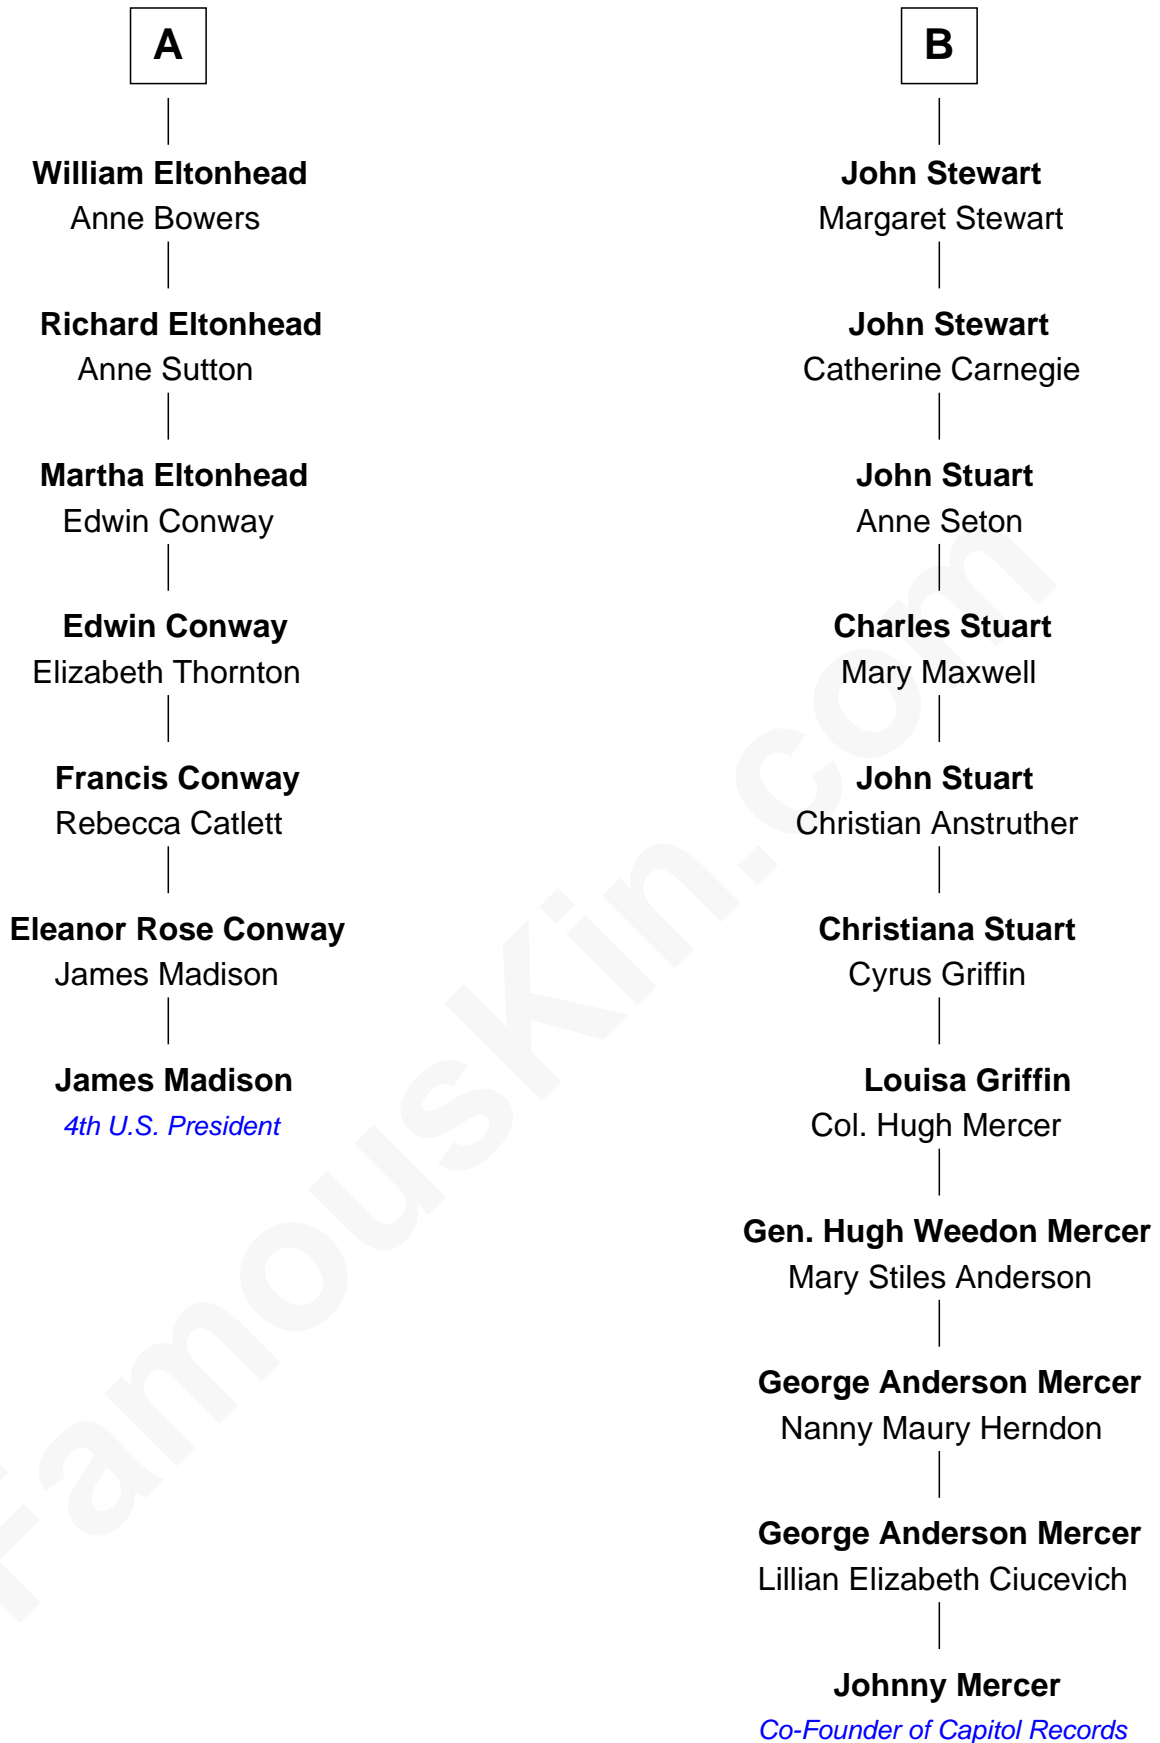 A
William Eltonhead
Anne Bowers
Richard Eltonhead
Anne Sutton
Martha Eltonhead
Edwin Conway
Edwin Conway
Elizabeth Thornton
Francis Conway
Rebecca Catlett
Eleanor Rose Conway
James Madison
James Madison
4th U.S. President
B
John Stewart
Margaret Stewart
John Stewart
Catherine Carnegie
John Stuart
Anne Seton
Charles Stuart
Mary Maxwell
John Stuart
Christian Anstruther
Christiana Stuart
Cyrus Griffin
Louisa Griffin
Col. Hugh Mercer
Gen. Hugh Weedon Mercer
Mary Stiles Anderson
George Anderson Mercer
Nanny Maury Herndon
George Anderson Mercer
Lillian Elizabeth Ciucevich
Johnny Mercer
Co-Founder of Capitol Records
FamousKin.com